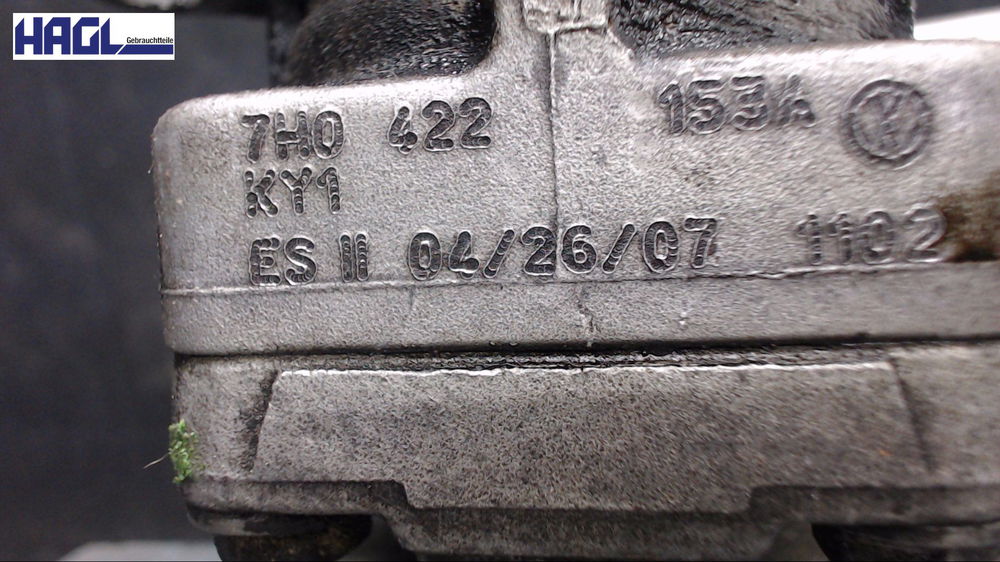 HAGL
Gebrauchtteile
7H0 422 153A
KY1
ES II 04/26/07 1102